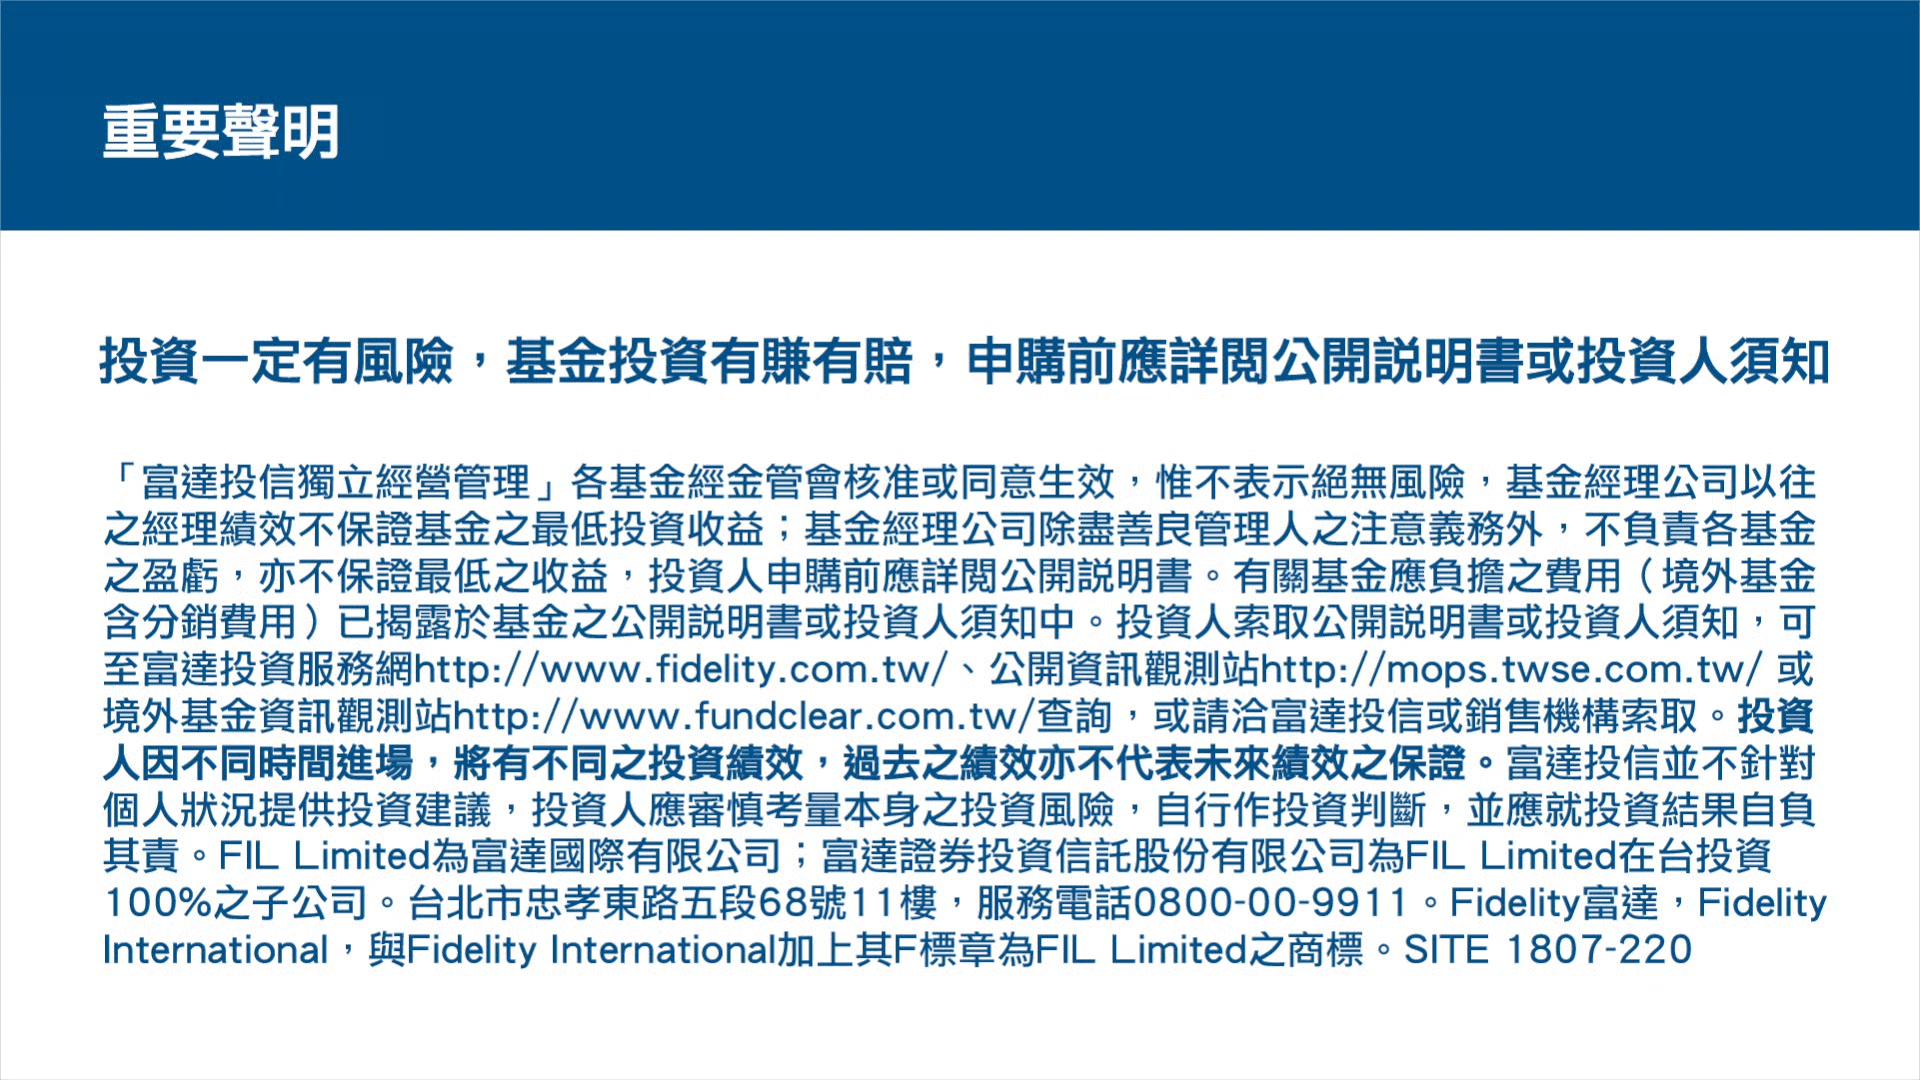 重要聲明
投資一定有風險，基金投資有賺有賠，申購前應詳閱公開說明書或投資人須知
「富達投信獨立經營管理」各基金經金管會核准或同意生效，惟不表示絕無風險，基金經理公司以往
之經理績效不保證基金之最低投資收益；基金經理公司除盡善良管理人之注意義務外，不負責各基金
之盈虧，亦不保證最低之收益，投資人申購前應詳閱公開說明書。有關基金應負擔之費用（境外基金
含分銷費用）已揭露於基金之公開說明書或投資人須知中。投資人索取公開說明書或投資人須知，可
至富達投資服務網http://www.fidelity.com.tw/、公開資訊觀測站http://mops.twse.com.tw/ 或
境外基金資訊觀測站http://www.fundclear.com.tw/查詢，或請洽富達投信或銷售機構索取。投資
人因不同時間進場，將有不同之投資績效，過去之績效亦不代表未來績效之保證。富達投信並不針對
個人狀況提供投資建議，投資人應審慎考量本身之投資風險，自行作投資判斷，並應就投資結果自負
其責。FIL Limited為富達國際有限公司；富達證券投資信託股份有限公司為FIL Limited在台投資
100%之子公司。台北市忠孝東路五段68號11樓，服務電話0800-00-9911。Fidelity富達，Fidelity
International，與Fidelity International加上其F標章為FIL Limited之商標。SITE 1807-220